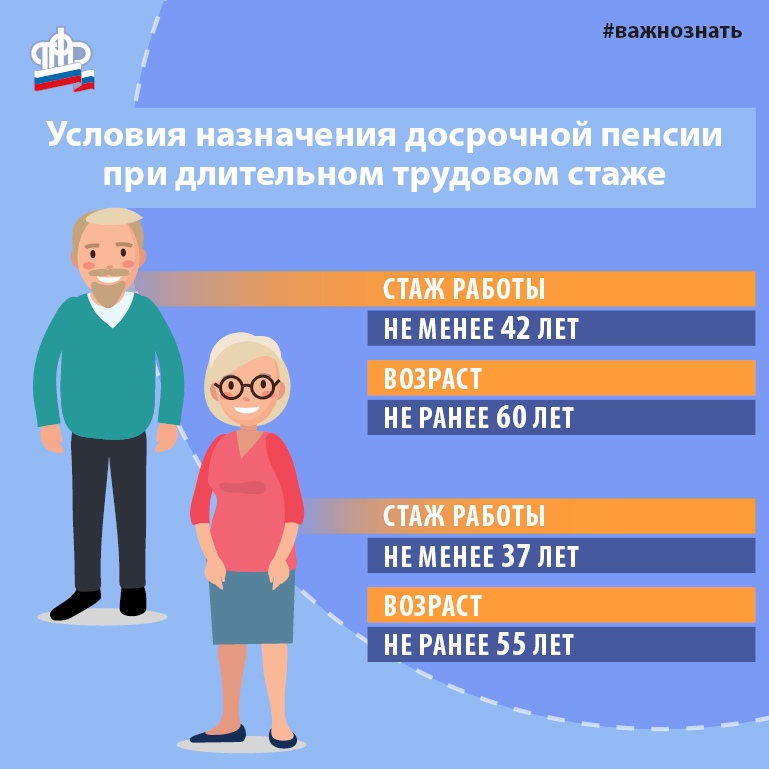 #важнознать
Условия назначения досрочной пенсии
при длительном трудовом стаже
СТАЖ РАБОТЫ
НЕ МЕНЕЕ 42 ЛЕТ
ВОЗРАСТ
НЕ РАНЕЕ 60 ЛЕТ
СТАЖ РАБОТЫ
НЕ МЕНЕЕ 37 ЛЕТ
ВОЗРАСТ
НЕ РАНЕЕ 55 ЛЕТ